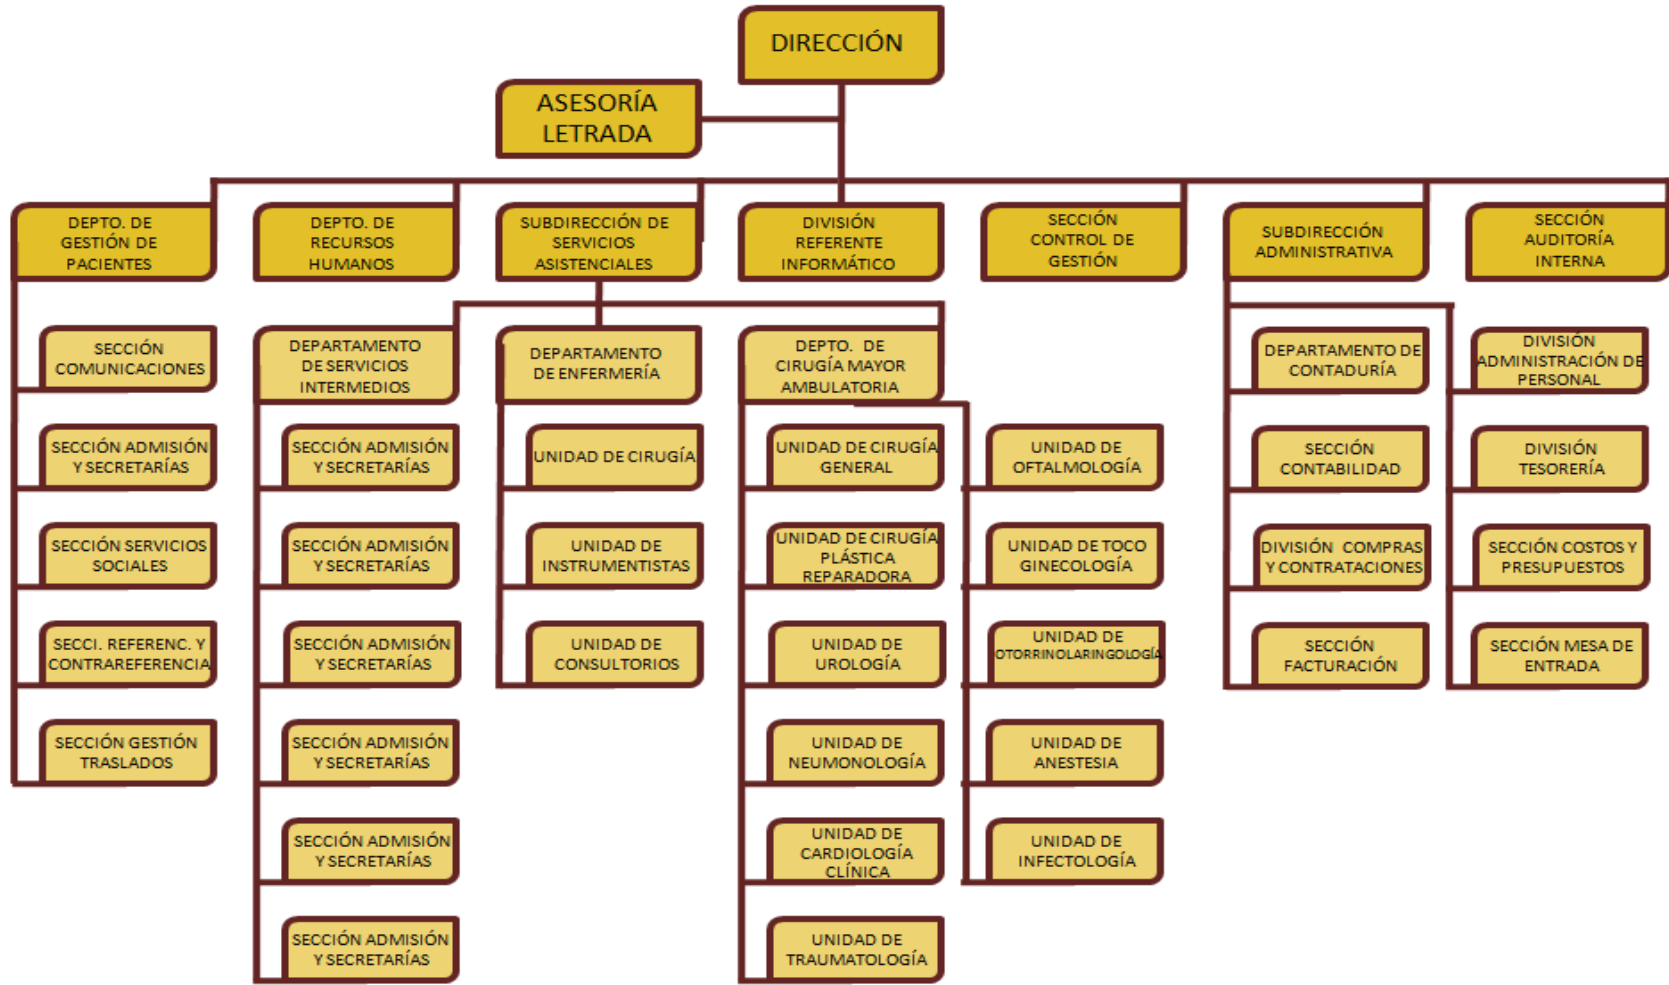 DIRECCIÓN
ASESORÍA
LETRADA
DEPTO. DE
GESTIÓN DE
PACIENTES
DEPTO. DE
RECURSOS
HUMANOS
SUBDIRECCIÓN DE
SERVICIOS
ASISTENCIALES
DIVISIÓN
REFERENTE
INFORMÁTICO
SECCIÓN
CONTROL DE
GESTIÓN
SUBDIRECCIÓN
ADMINISTRATIVA
SECCIÓN
AUDITORÍA
INTERNA
SECCIÓN
COMUNICACIONES
SECCIÓN ADMISIÓN
Y SECRETARÍAS
SECCIÓN SERVICIOS
SOCIALES
SECCI. REFERENC. Y
CONTRAREFERENCIA
SECCIÓN GESTIÓN
TRASLADOS
DEPARTAMENTO
DE SERVICIOS
INTERMEDIOS
SECCIÓN ADMISIÓN
Y SECRETARÍAS
SECCIÓN ADMISIÓN
Y SECRETARÍAS
SECCIÓN ADMISIÓN
Y SECRETARÍAS
SECCIÓN ADMISIÓN
Y SECRETARÍAS
SECCIÓN ADMISIÓN
Y SECRETARÍAS
SECCIÓN ADMISIÓN
Y SECRETARÍAS
DEPARTAMENTO
DE ENFERMERÍA
UNIDAD DE CIRUGÍA
UNIDAD DE
INSTRUMENTISTAS
UNIDAD DE
CONSULTORIOS
DEPTO. DE
CIRUGÍA MAYOR
AMBULATORIA
UNIDAD DE CIRUGÍA
GENERAL
UNIDAD DE CIRUGÍA
PLÁSTICA
REPARADORA
UNIDAD DE
UROLOGÍA
UNIDAD DE
NEUMONOLOGÍA
UNIDAD DE
CARDIOLOGÍA
CLÍNICA
UNIDAD DE
TRAUMATOLOGÍA
UNIDAD DE
OFTALMOLOGÍA
UNIDAD DE TOCO
GINECOLOGÍA
UNIDAD DE
OTORRINOLARINGOLOGÍA
UNIDAD DE
ANESTESIA
UNIDAD DE
INFECTOLOGÍA
DEPARTAMENTO DE
CONTADURÍA
SECCIÓN
CONTABILIDAD
DIVISIÓN COMPRAS
Y CONTRATACIONES
SECCIÓN
FACTURACIÓN
DIVISIÓN
ADMINISTRACIÓN DE
PERSONAL
DIVISIÓN
TESORERÍA
SECCIÓN COSTOS Y
PRESUPUESTOS
SECCIÓN MESA DE
ENTRADA